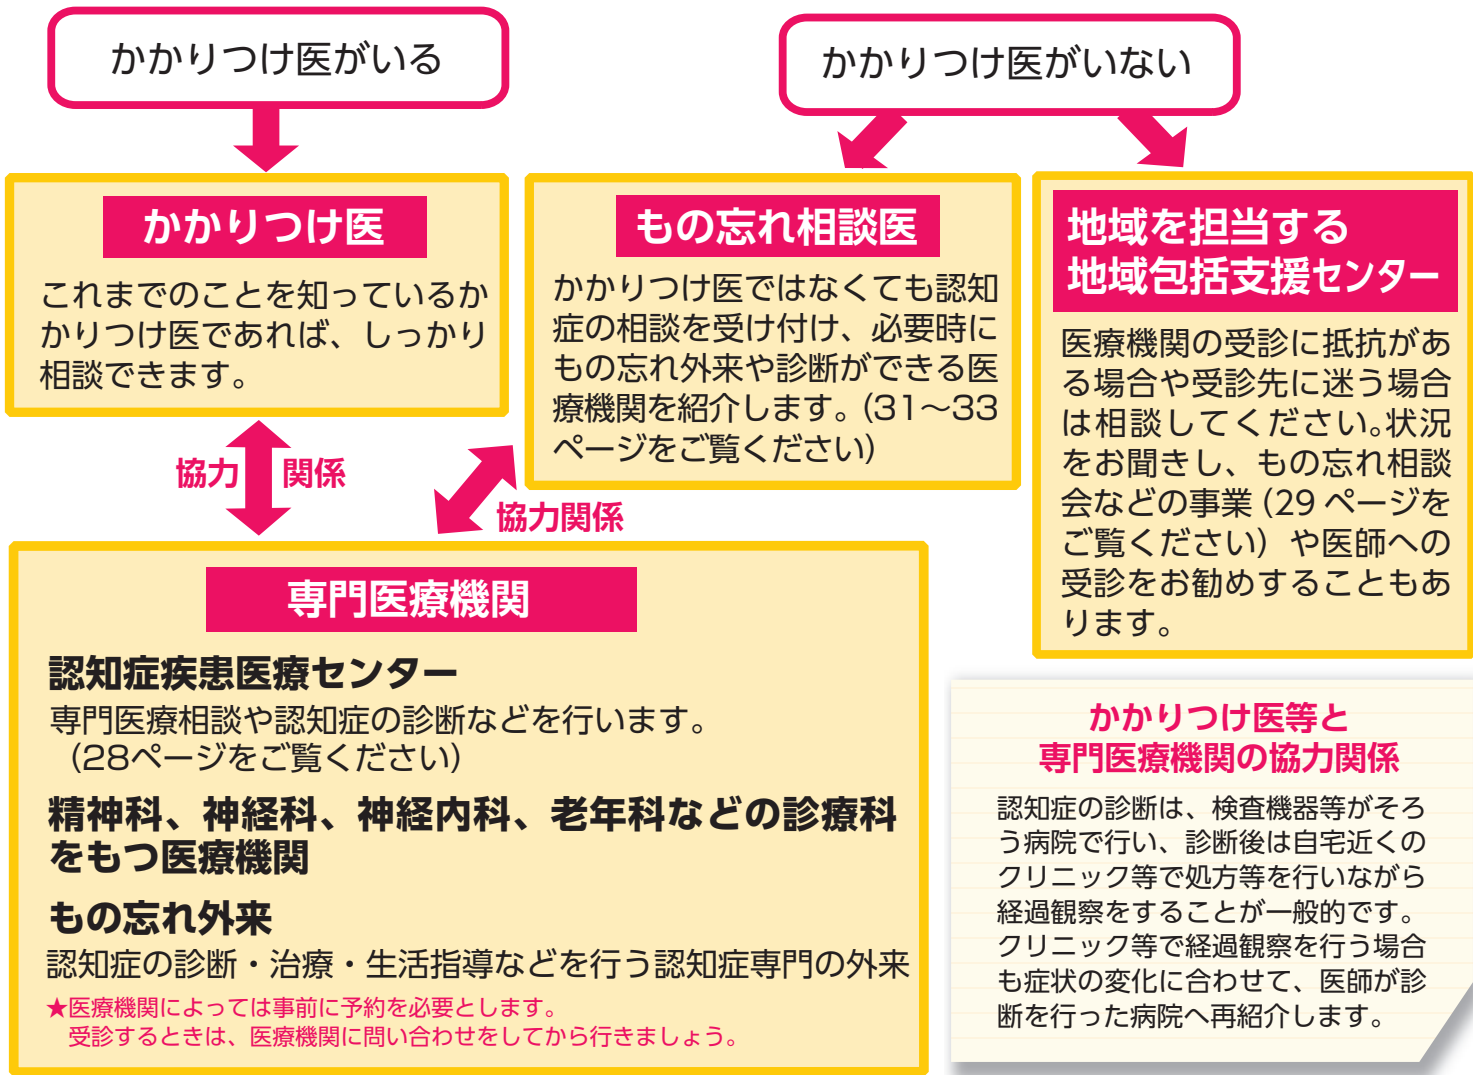 かかりつけ医がいる
かかりつけ医がいない
かかりつけ医
これまでのことを知っているか
かりつけ医であれば、しっかり
相談できます。
もの忘れ相談医
かかりつけ医ではなくても認知
症の相談を受け付け、必要時に
もの忘れ外来や診断ができる医
療機関を紹介します。(31～33
ページをご覧ください)
地域を担当する
地域包括支援センター
医療機関の受診に抵抗があ
る場合や受診先に迷う場合
は相談してください。状況
をお聞きし、もの忘れ相談
会などの事業(29 ページを
ご覧ください)や医師への
受診をお勧めすることもあ
ります。
協力 関係
協力関係
専門医療機関
認知症疾患医療センター
専門医療相談や認知症の診断などを行います。
(28ページをご覧ください)
精神科、神経科、神経内科、老年科などの診療科
をもつ医療機関
もの忘れ外来
認知症の診断・治療・生活指導などを行う認知症専門の外来
★医療機関によっては事前に予約を必要とします。
受診するときは、医療機関に問い合わせをしてから行きましょう。
かかりつけ医等と
専門医療機関の協力関係
認知症の診断は、検査機器等がそろ
う病院で行い、診断後は自宅近くの
クリニック等で処方等を行いながら
経過観察をすることが一般的です。
クリニック等で経過観察を行う場合
も症状の変化に合わせて、医師が診
断を行った病院へ再紹介します。